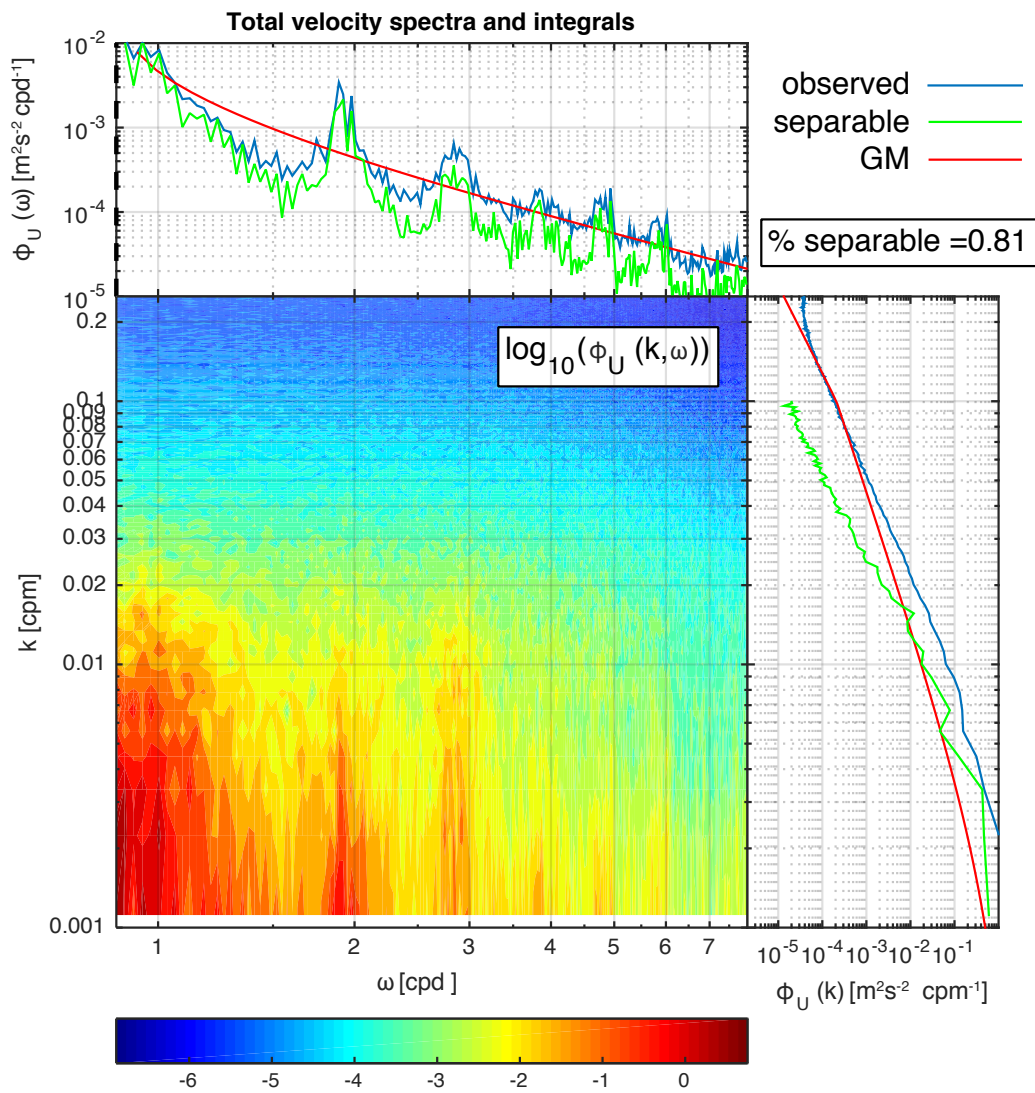 Total velocity spectra and integrals
10⁻²
10⁻³
10⁻⁴
10⁻⁵
ϕ_U (ω) [m²s⁻² cpd⁻¹]
observed
separable
GM
% separable =0.81
log₁₀(ϕ_U (k,ω))
0.2
0.1
0.09
0.08
0.07
0.06
0.05
0.04
0.03
0.02
0.01
0.001
k [cpm]
1 2 3 4 5 6 7
ω [cpd ]
10⁻⁵ 10⁻⁴ 10⁻³ 10⁻² 10⁻¹
ϕ_U (k) [m²s⁻² cpm⁻¹]
-6 -5 -4 -3 -2 -1 0